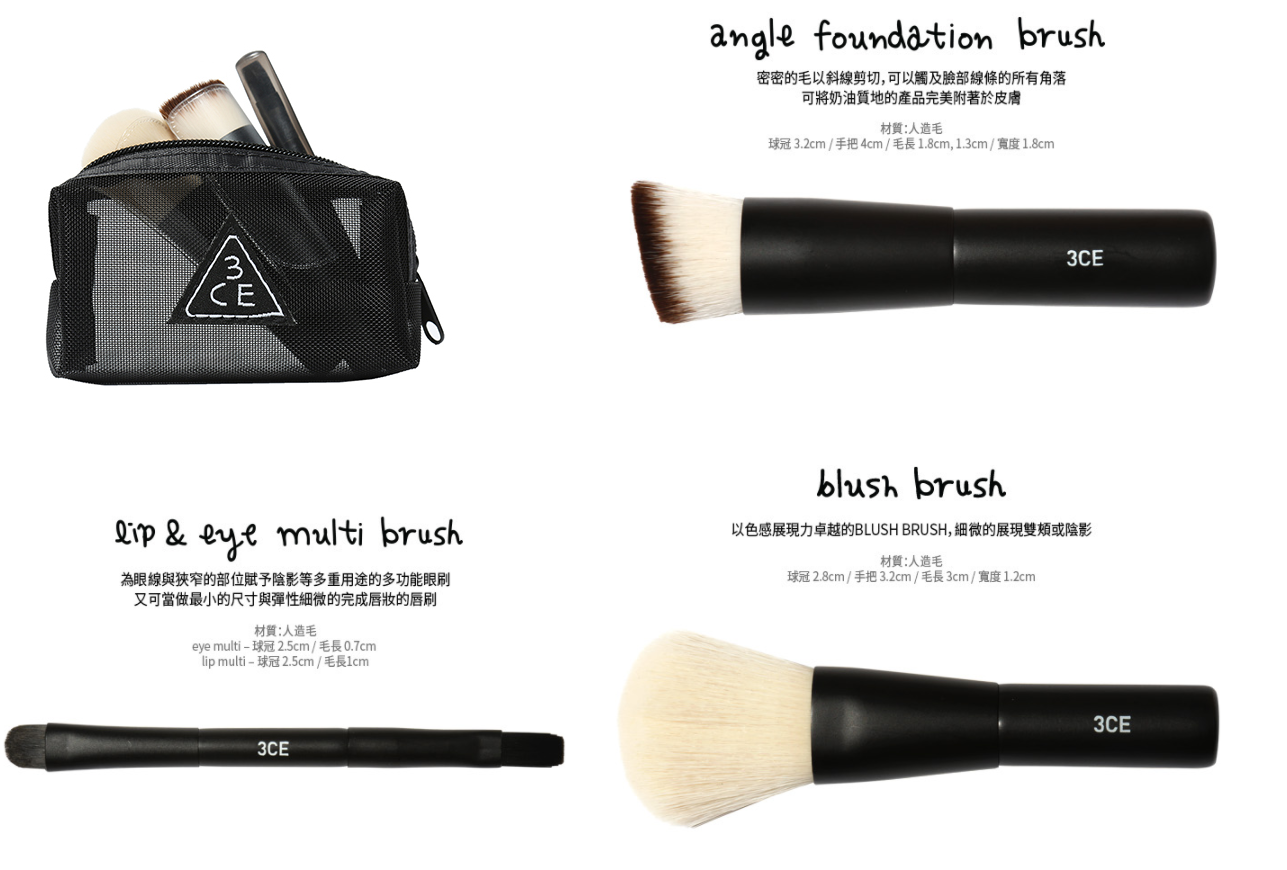 3
CE
angle foundation brush
密密的毛以斜線剪切，可以觸及臉部線條的所有角落
可將奶油質地的產品完美附著於皮膚
材質：人造毛
球冠 3.2cm / 手把 4cm / 毛長 1.8cm, 1.3cm / 寬度 1.8cm
3CE
lip & eye multi brush
為眼線與狹窄的部位賦予陰影等多重用途的多功能眼刷
又可當做最小的尺寸與彈性細微的完成唇妝的唇刷
材質：人造毛
eye multi – 球冠 2.5cm / 毛長 0.7cm
lip multi – 球冠 2.5cm / 毛長1cm
3CE
blush brush
以色感展現力卓越的BLUSH BRUSH，細微的展現雙頰或陰影
材質：人造毛
球冠 2.8cm / 手把 3.2cm / 毛長 3cm / 寬度 1.2cm
3CE